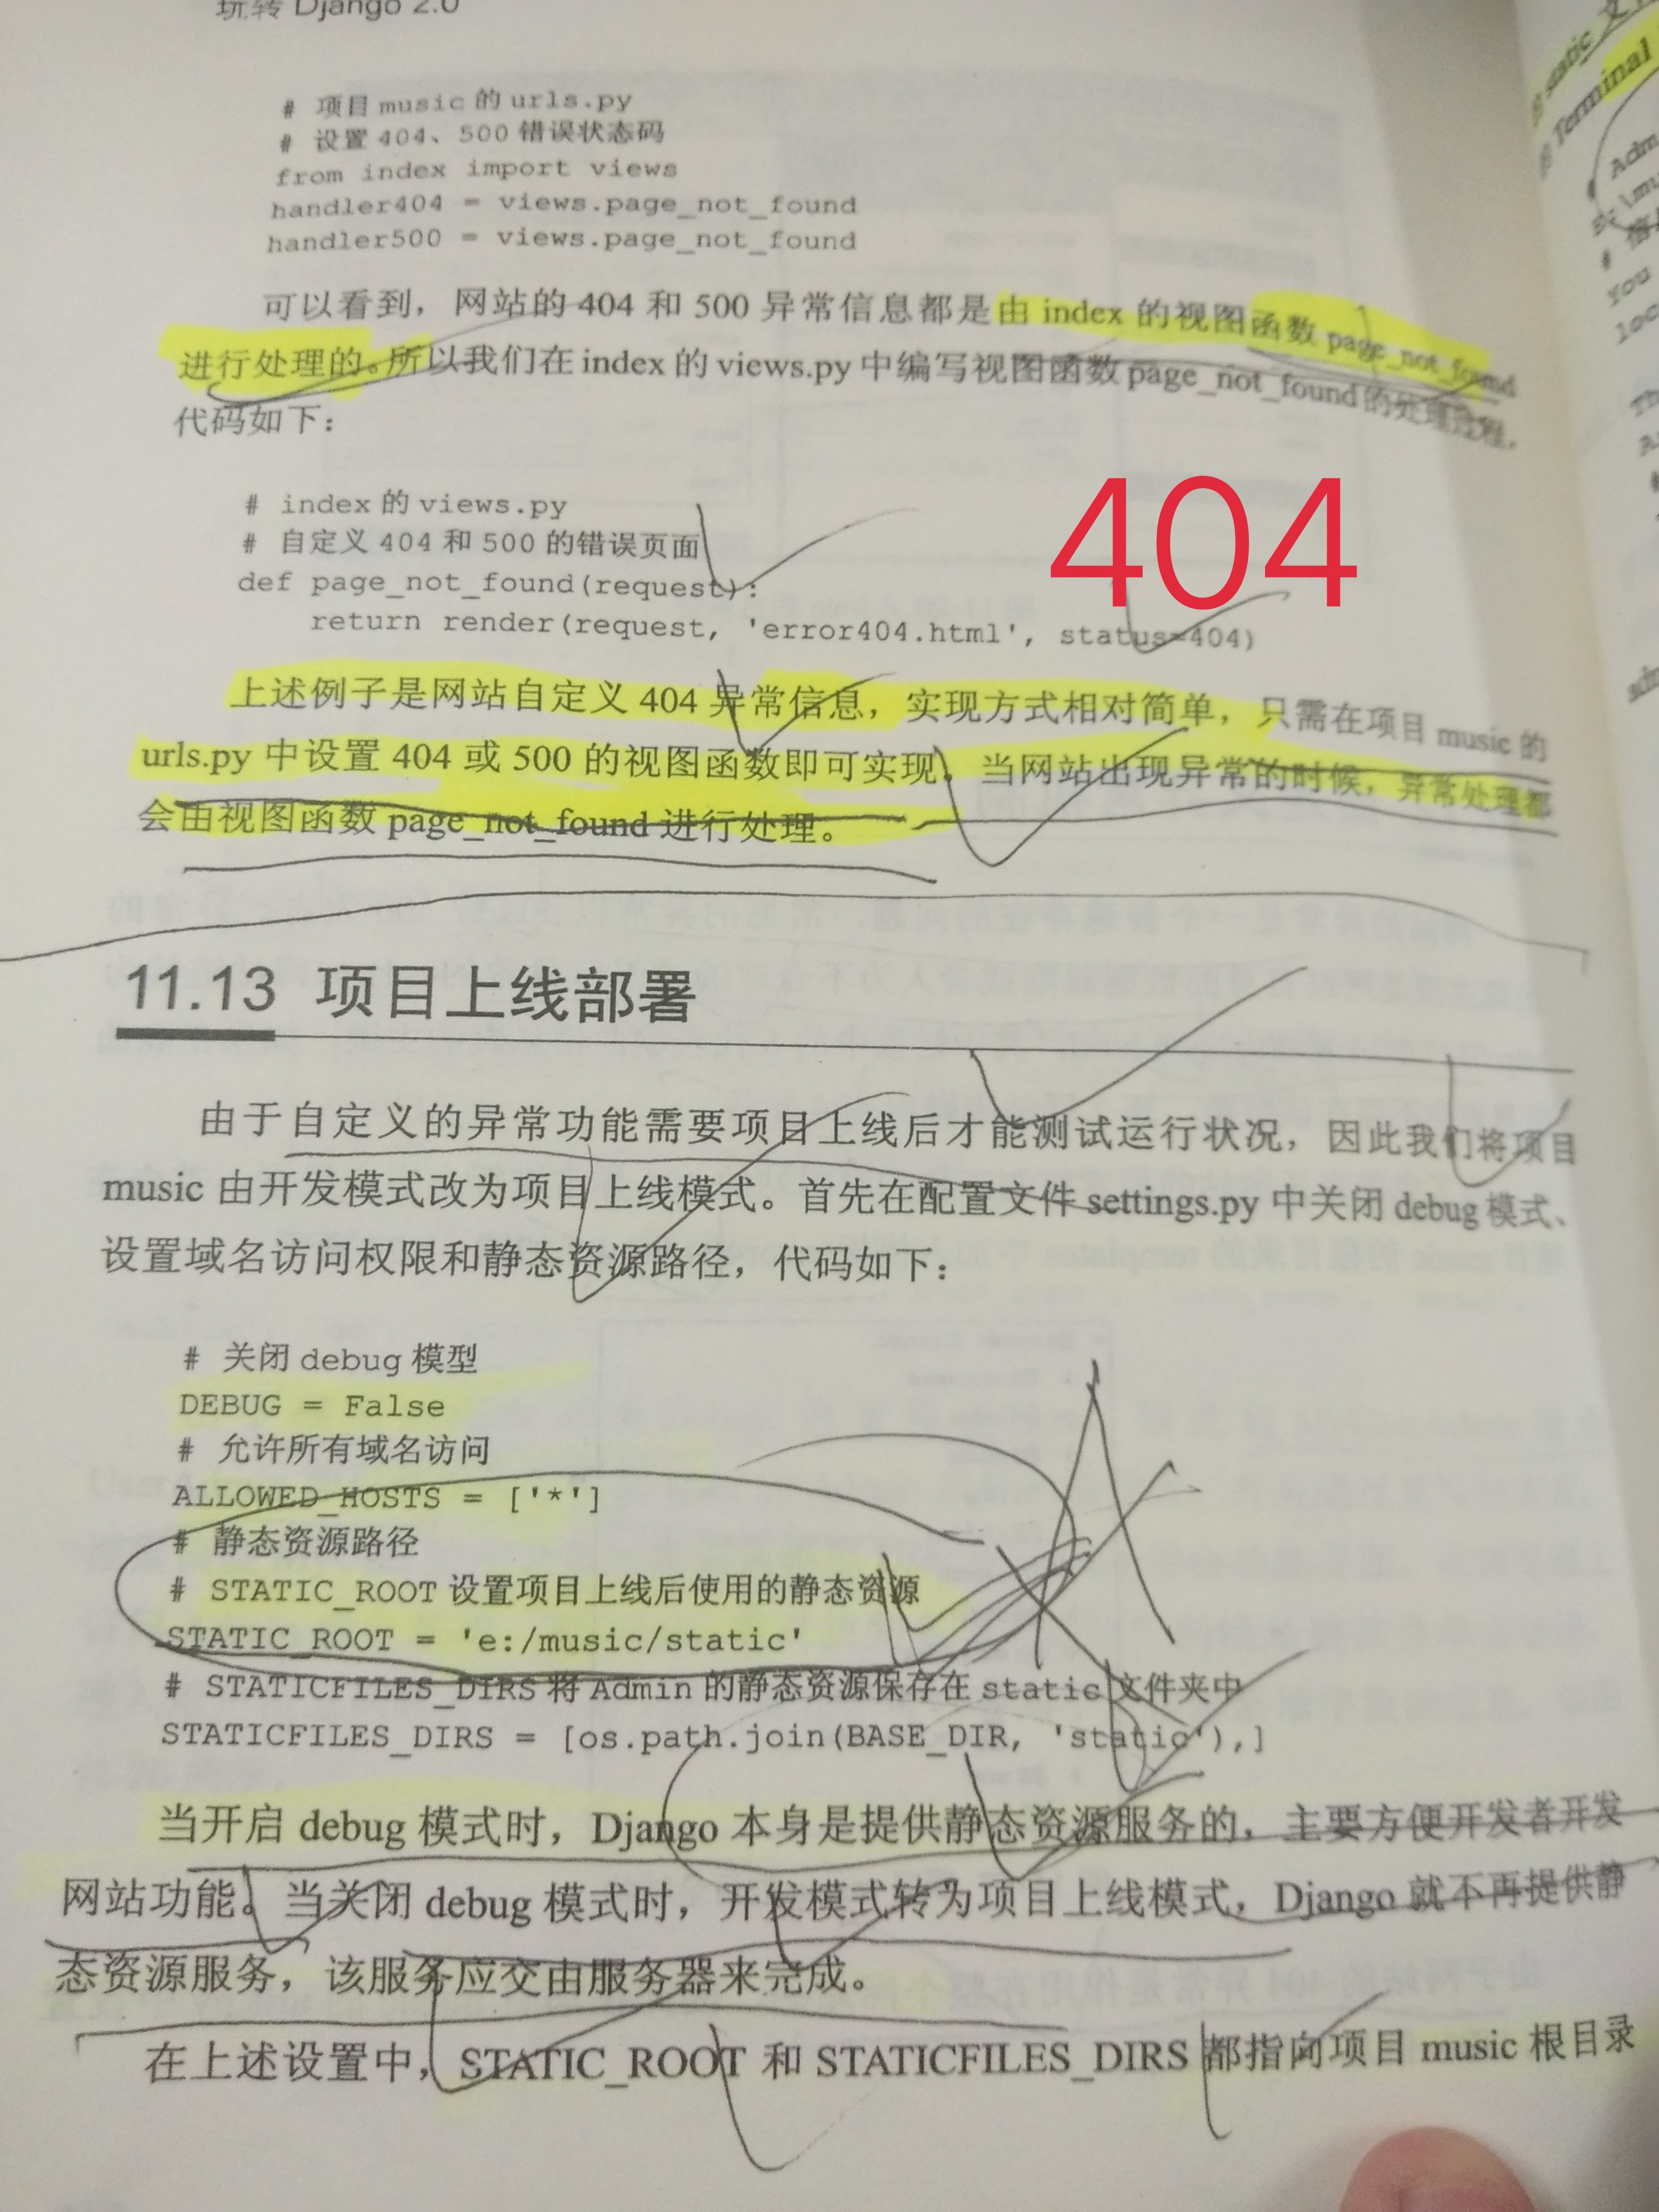 玩转 Django 2.0
# 项目 music 的 urls.py
# 设置 404、500 错误状态码
from index import views
handler404 = views.page_not_found
handler500 = views.page_not_found
可以看到，网站的 404 和 500 异常信息都是由 index 的视图函数 page_not_found
进行处理的。所以我们在 index 的 views.py 中编写视图函数 page_not_found 的处理过程，
代码如下：
# index 的 views.py
# 自定义 404 和 500 的错误页面
def page_not_found(request):
    return render(request, 'error404.html', status=404)
404
上述例子是网站自定义 404 异常信息，实现方式相对简单，只需在项目 music 的
urls.py 中设置 404 或 500 的视图函数即可实现。当网站出现异常的时候，异常处理都
会由视图函数 page_not_found 进行处理。
11.13 项目上线部署
由于自定义的异常功能需要项目上线后才能测试运行状况，因此我们将项目
music 由开发模式改为项目上线模式。首先在配置文件 settings.py 中关闭 debug 模式、
设置域名访问权限和静态资源路径，代码如下：
# 关闭 debug 模型
DEBUG = False
# 允许所有域名访问
ALLOWED_HOSTS = ['*']
# 静态资源路径
# STATIC_ROOT 设置项目上线后使用的静态资源
STATIC_ROOT = 'e:/music/static'
# STATICFILES_DIRS 将 Admin 的静态资源保存在 static 文件夹中
STATICFILES_DIRS = [os.path.join(BASE_DIR, 'static'),]
当开启 debug 模式时，Django 本身是提供静态资源服务的，主要方便开发者开发
网站功能。当关闭 debug 模式时，开发模式转为项目上线模式，Django 就不再提供静
态资源服务，该服务应交由服务器来完成。
在上述设置中，STATIC_ROOT 和 STATICFILES_DIRS 都指向项目 music 根目录
static
Terminal
You